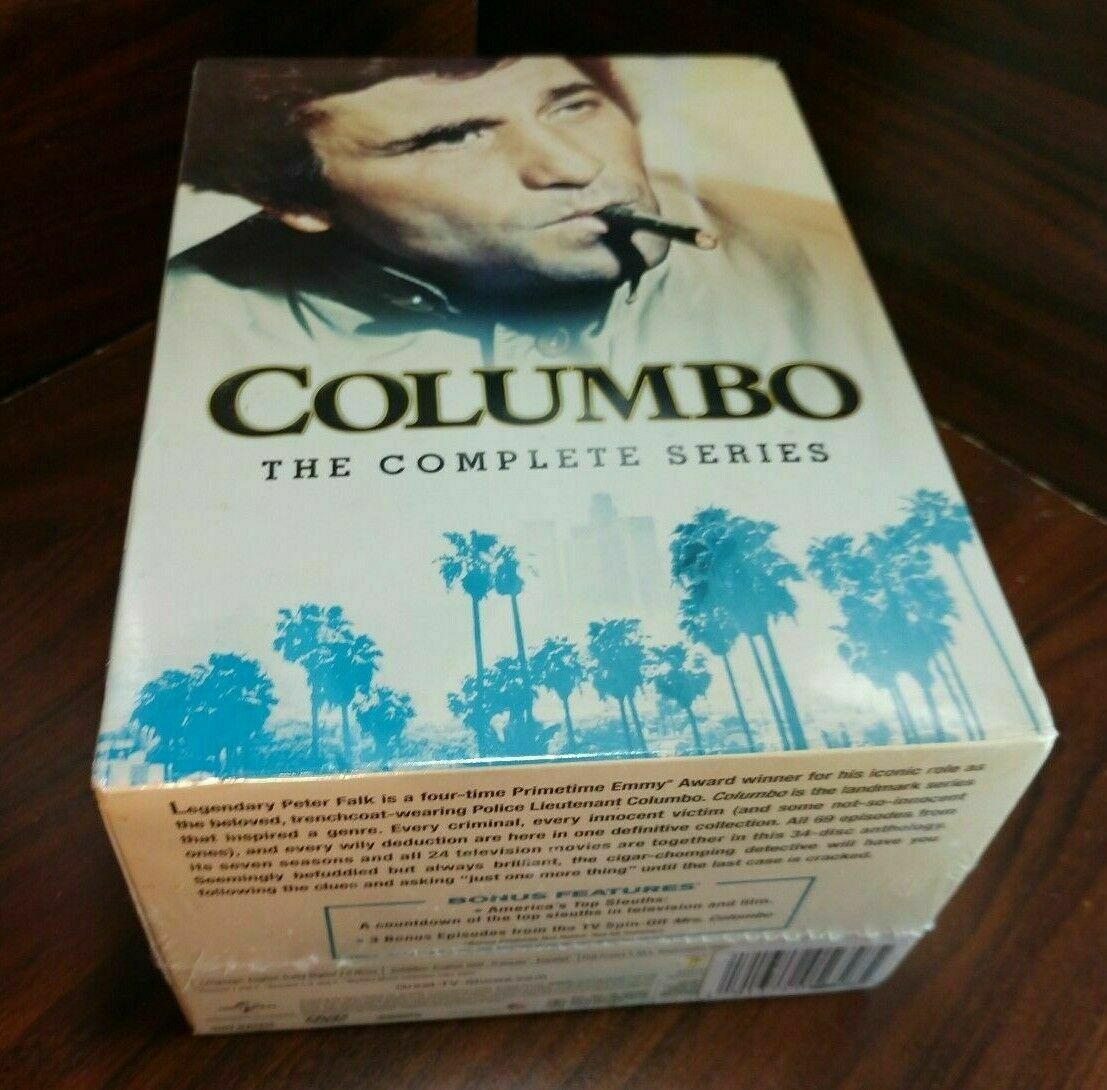 COLUMBO
THE COMPLETE SERIES
Legendary Peter Falk is a four-time Primetime Emmy® Award winner for his iconic role as
the beloved, trenchcoat-wearing Police Lieutenant Columbo. Columbo is the landmark series
that inspired a genre. Every criminal, every innocent victim (and some not-so-innocent
ones), and every wily deduction are here in one definitive collection. All 69 episodes from
its seven seasons and all 24 television movies are together in this 34-disc anthology.
Seemingly befuddled but always brilliant, the cigar-chomping detective will have you
following the clues and asking "just one more thing" until the last case is cracked.
BONUS FEATURES*
• America's Top Sleuths:
A countdown of the top sleuths in television and film.
• 3 Bonus Episodes from the TV Spin-Off Mrs. Columbo